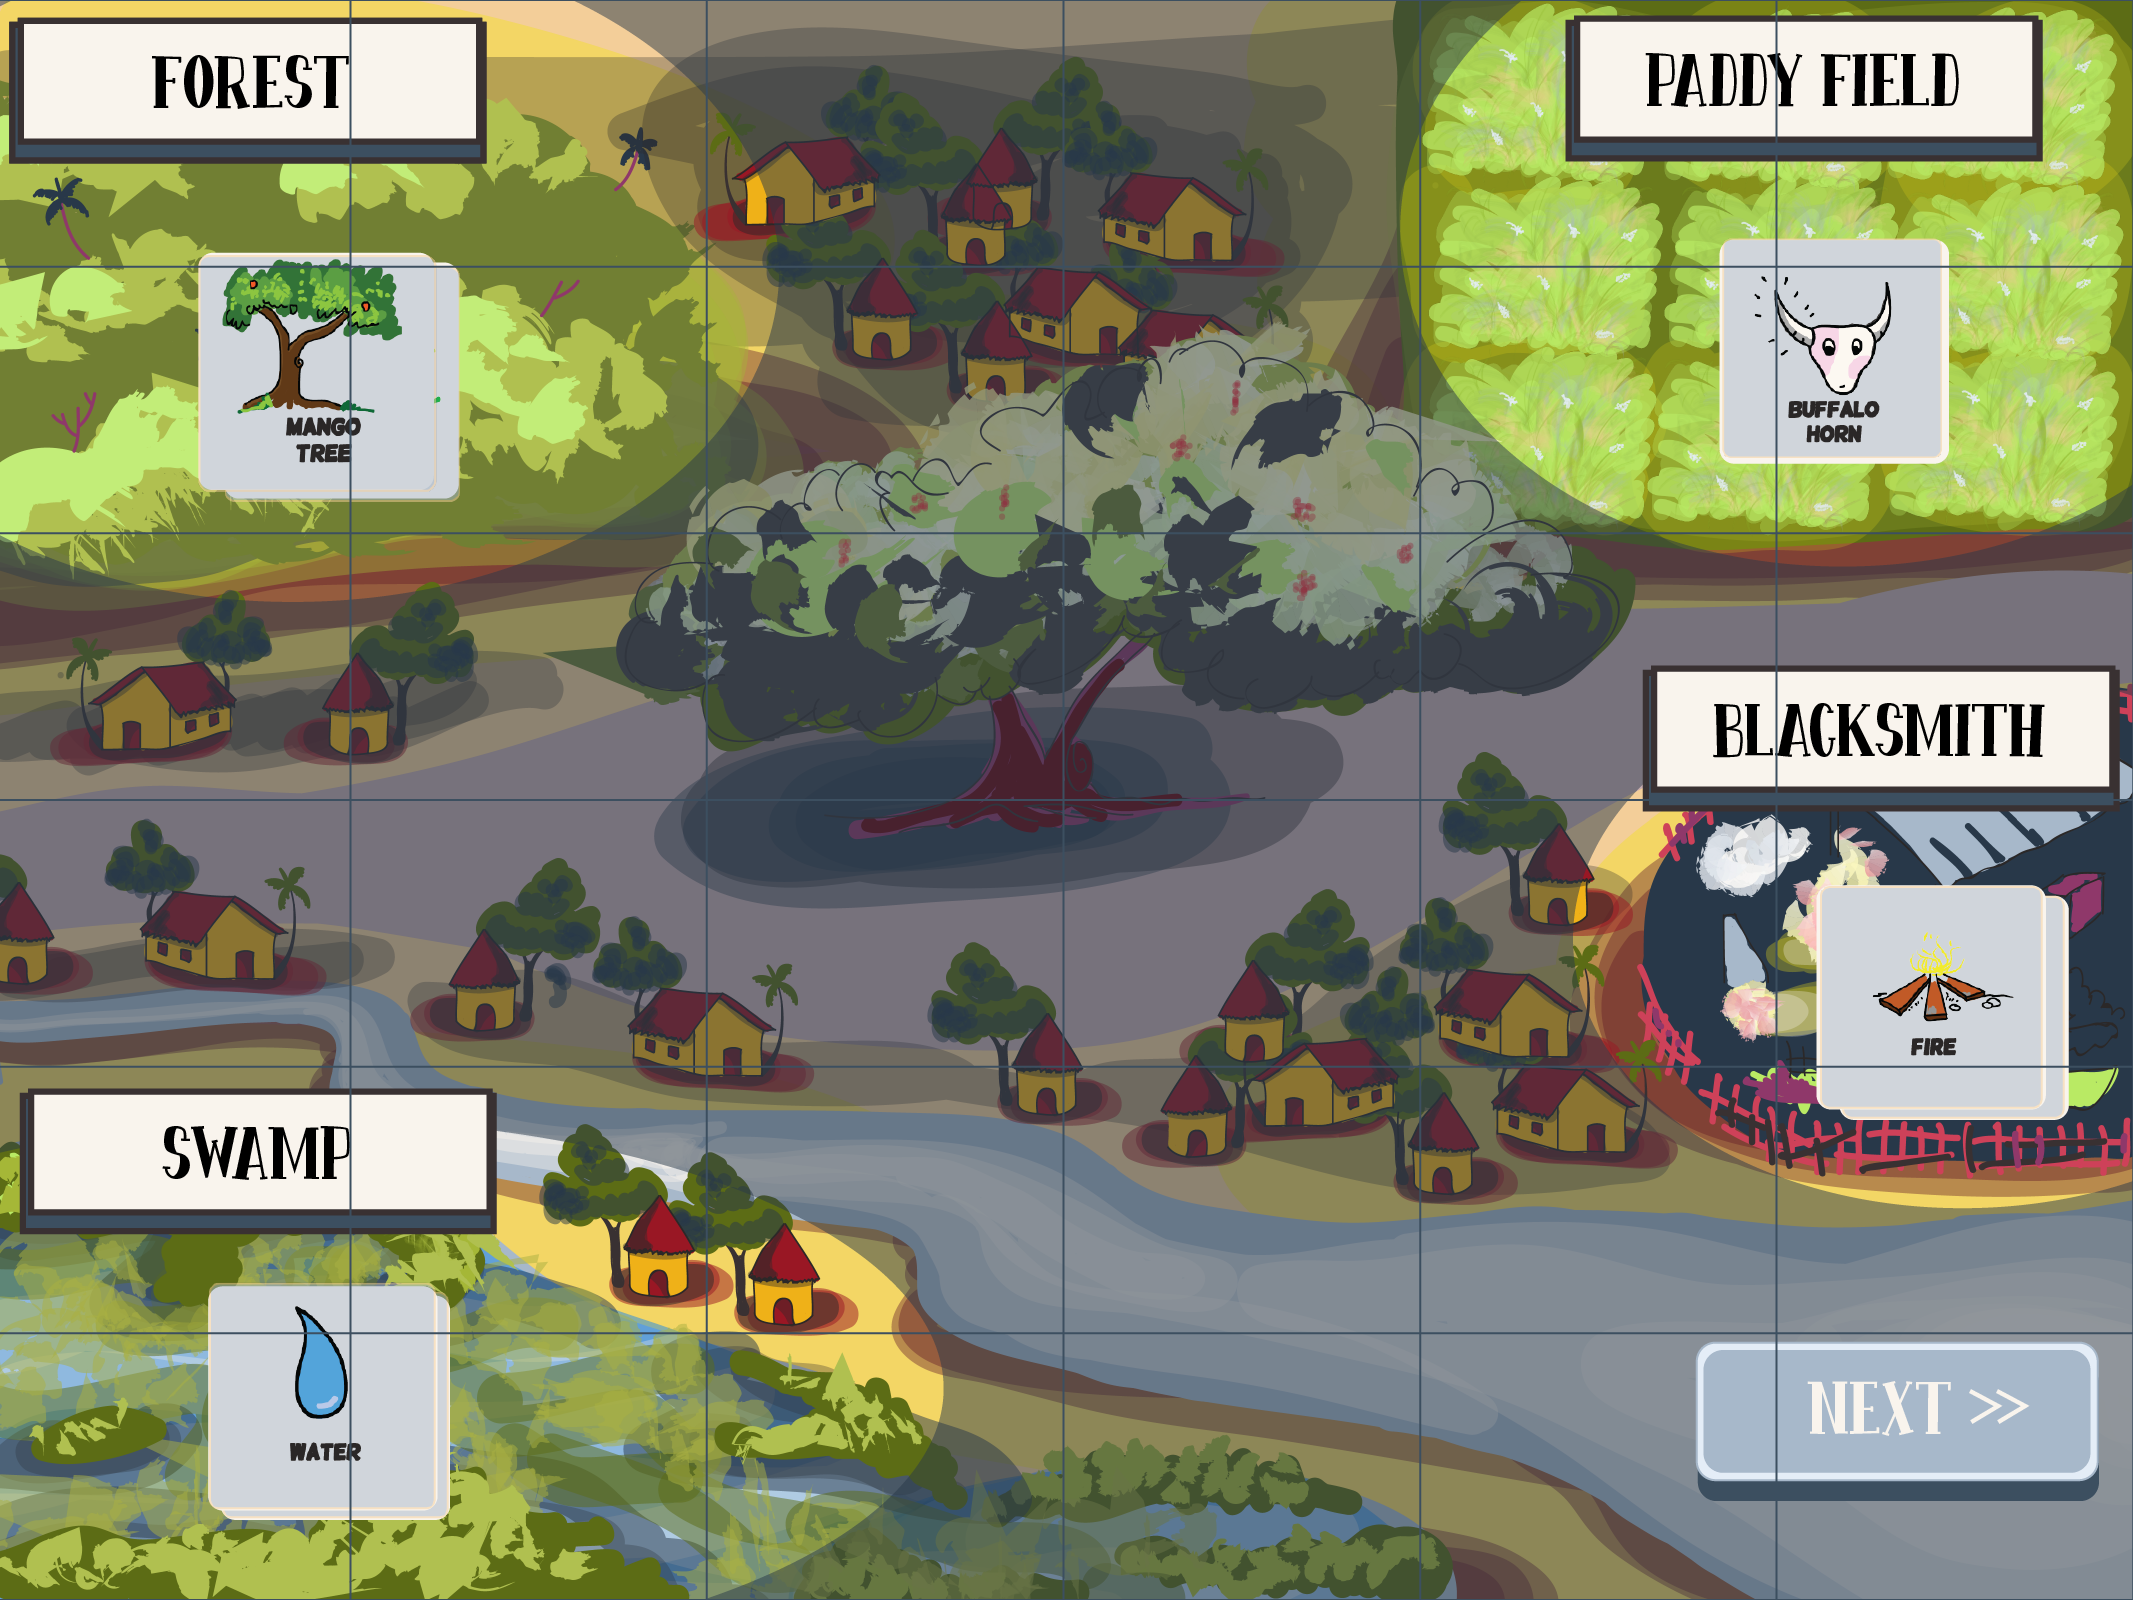 FOREST
PADDY FIELD
MANGO
TREE
BUFFALO
HORN
BLACKSMITH
FIRE
SWAMP
WATER
NEXT >>